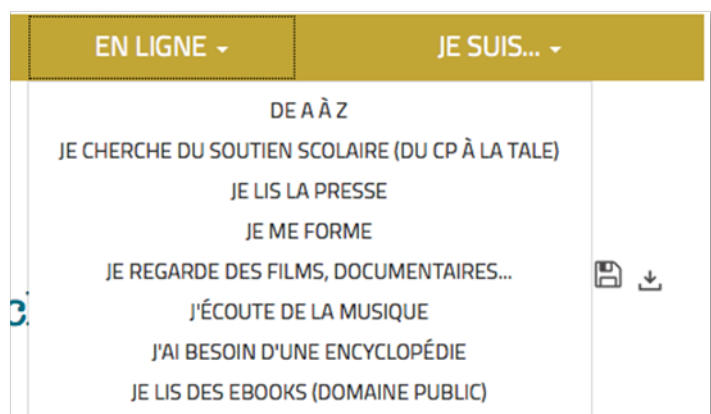 EN LIGNE JE SUIS...
DE A À Z
JE CHERCHE DU SOUTIEN SCOLAIRE (DU CP À LA TALE)
JE LIS LA PRESSE
JE ME FORME
JE REGARDE DES FILMS, DOCUMENTAIRES...
J'ÉCOUTE DE LA MUSIQUE
J'AI BESOIN D'UNE ENCYCLOPÉDIE
JE LIS DES EBOOKS (DOMAINE PUBLIC)